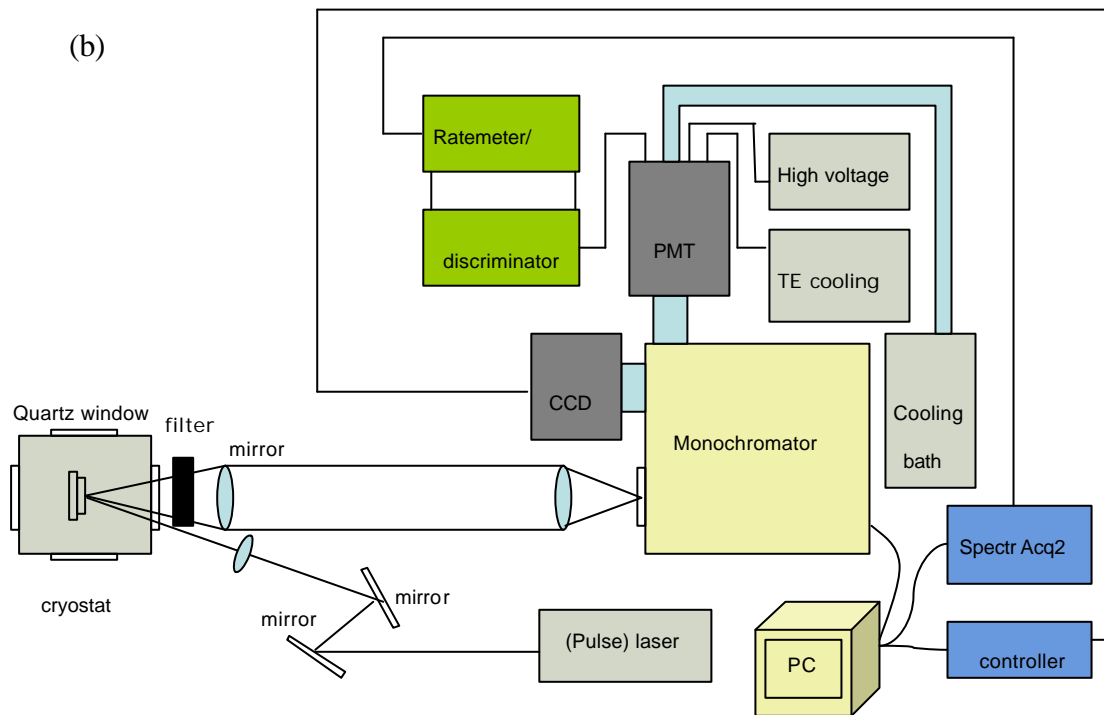 (b)
Ratemeter/
discriminator
PMT
High voltage
TE cooling
CCD
Monochromator
Cooling
bath
Quartz window
filter
mirror
cryostat
mirror
mirror
(Pulse) laser
PC
Spectr Acq2
controller